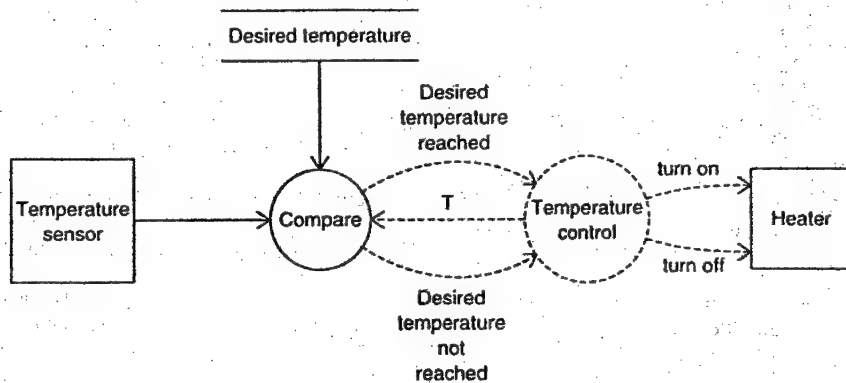 Desired temperature
Desired
temperature
reached
turn on
Temperature
sensor
Compare
T
Temperature
control
Heater
turn off
Desired
temperature
not
reached